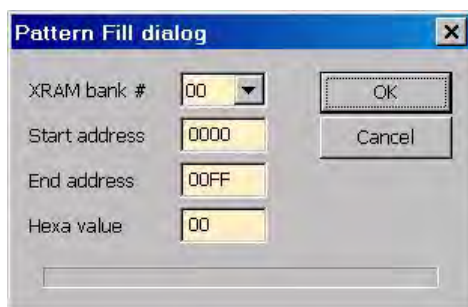 Pattern Fill dialog
XRAM bank # 00 OK
Start address 0000 Cancel
End address 00FF
Hexa value 00